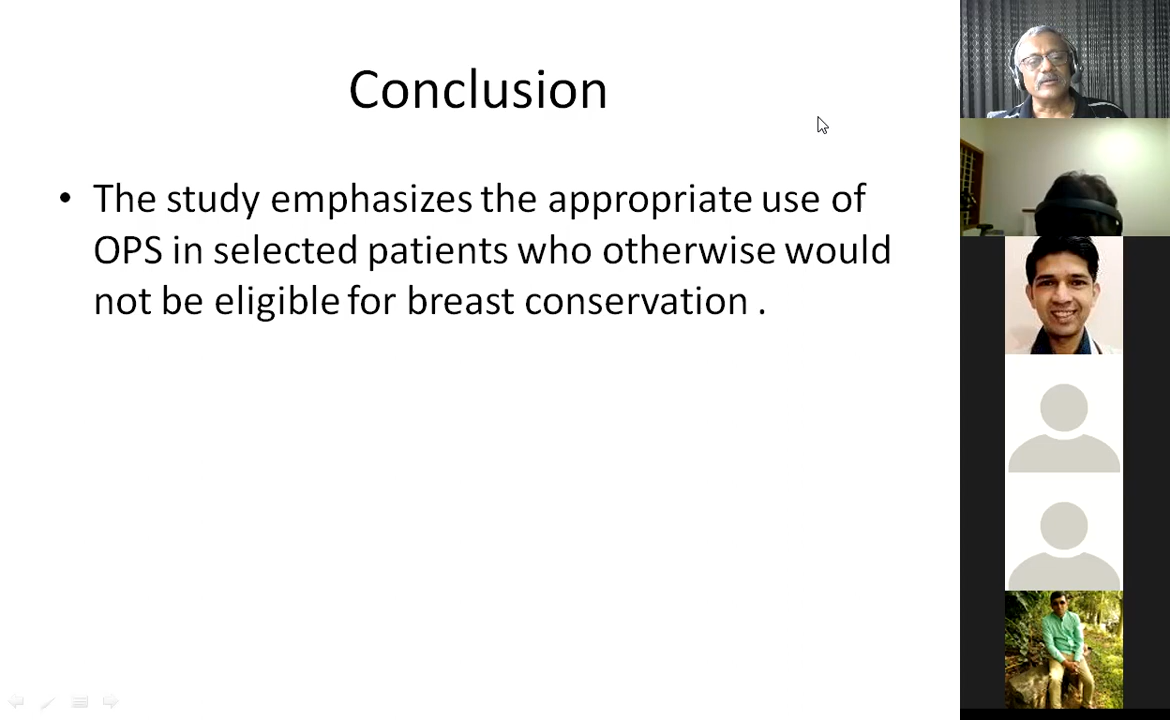 Conclusion
• The study emphasizes the appropriate use of
OPS in selected patients who otherwise would
not be eligible for breast conservation .